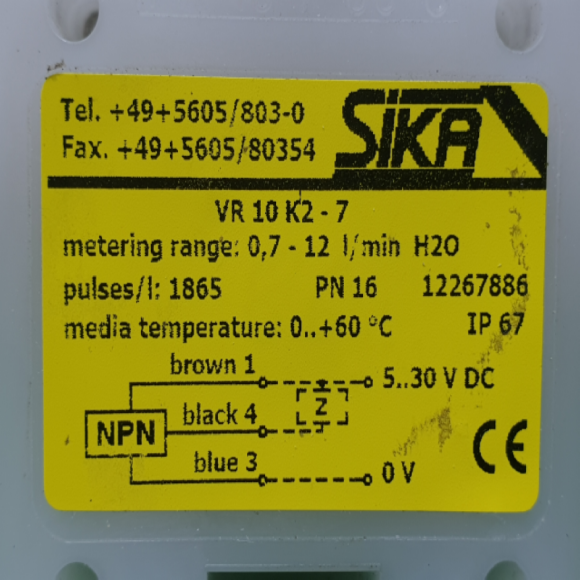 Tel. +49+5605/803-0
Fax. +49+5605/80354
SIKA
VR 10 K2 - 7
metering range: 0,7 - 12 l/min H2O
pulses/l: 1865 PN 16 12267886
media temperature: 0..+60 °C IP 67
brown 1
5..30 V DC
Z
black 4
NPN
blue 3
0 V
CE